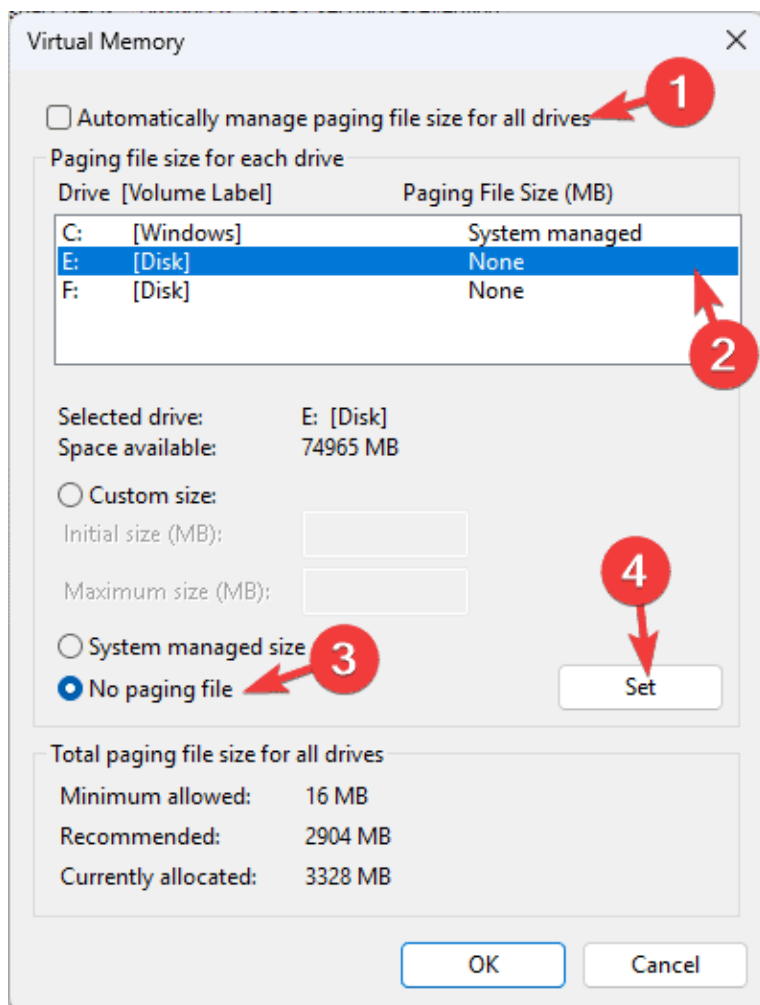 Virtual Memory
1
Automatically manage paging file size for all drives
Paging file size for each drive
Drive [Volume Label] Paging File Size (MB)
C: [Windows] System managed
E: [Disk] None
F: [Disk] None
2
Selected drive: E: [Disk]
Space available: 74965 MB
Custom size:
Initial size (MB):
4
Maximum size (MB):
System managed size
3
No paging file
Set
Total paging file size for all drives
Minimum allowed: 16 MB
Recommended: 2904 MB
Currently allocated: 3328 MB
OK Cancel